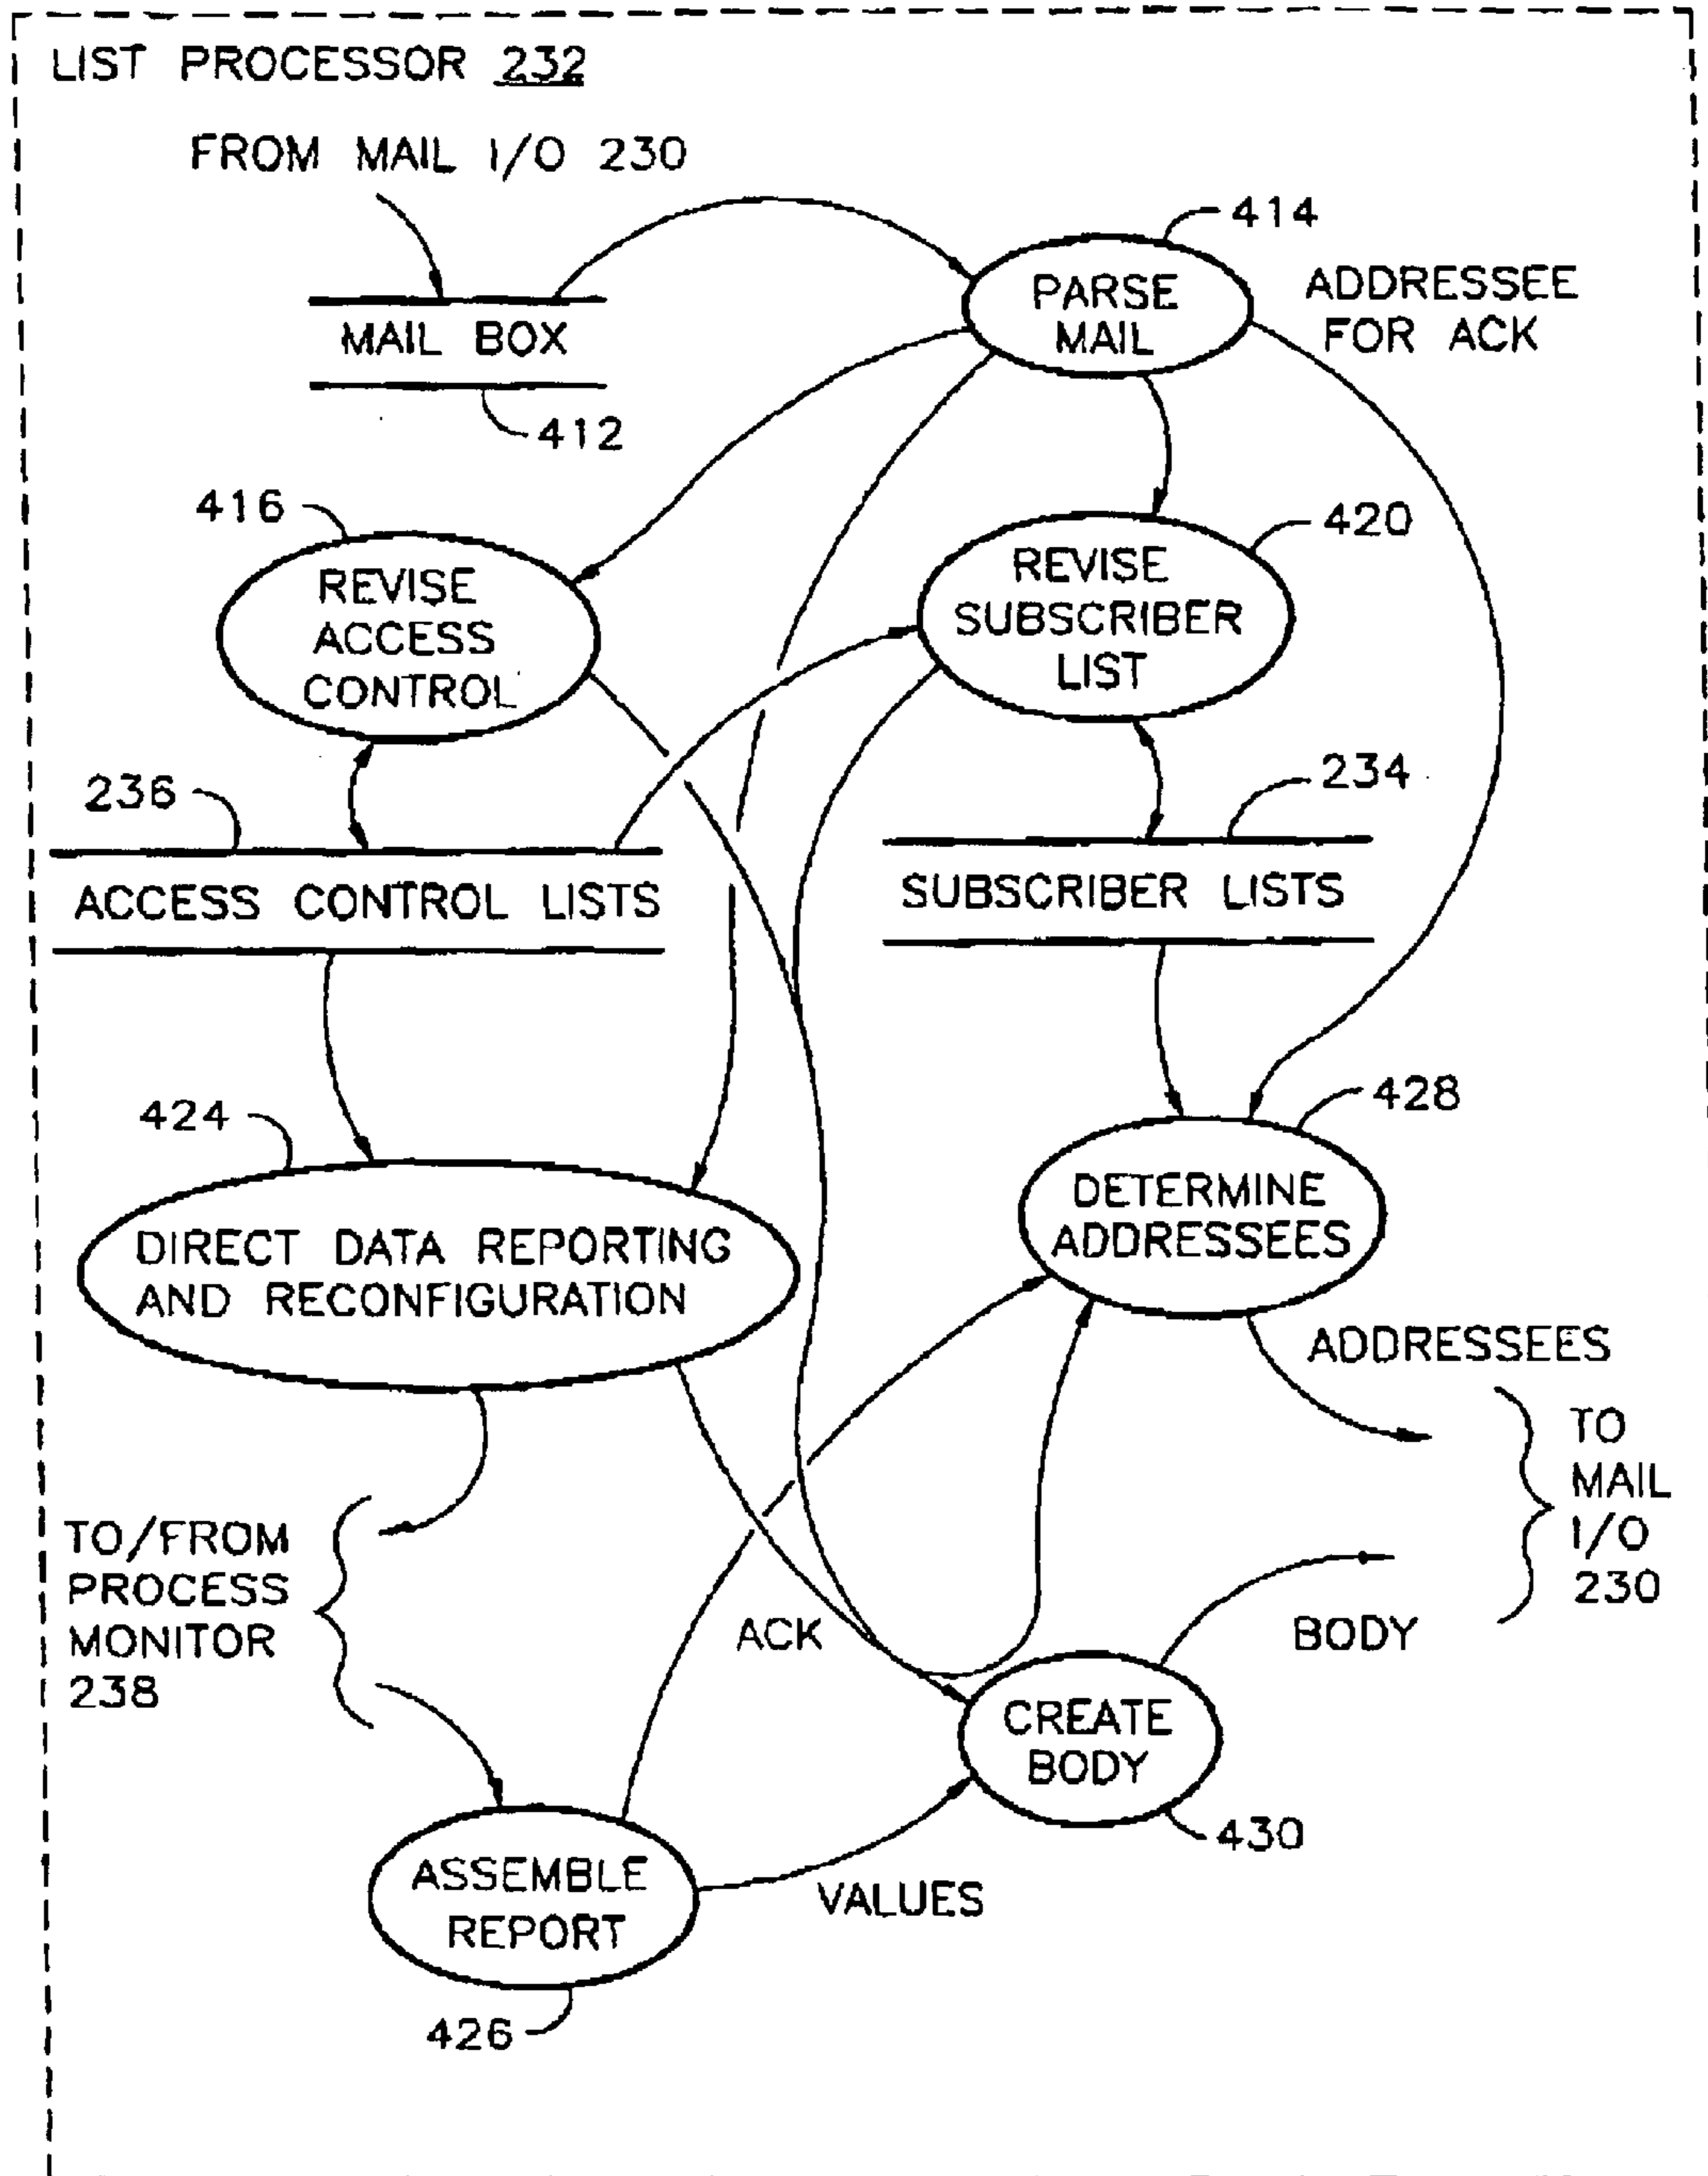 LIST PROCESSOR 232
FROM MAIL I/O 230
414
PARSE
MAIL
ADDRESSEE
FOR ACK
MAIL BOX
412
416
REVISE
ACCESS
CONTROL
420
REVISE
SUBSCRIBER
LIST
236
ACCESS CONTROL LISTS
234
SUBSCRIBER LISTS
424
DIRECT DATA REPORTING
AND RECONFIGURATION
428
DETERMINE
ADDRESSEES
ADDRESSEES
TO
MAIL
I/O
230
TO/FROM
PROCESS
MONITOR
238
ACK
BODY
CREATE
BODY
430
ASSEMBLE
REPORT
VALUES
426